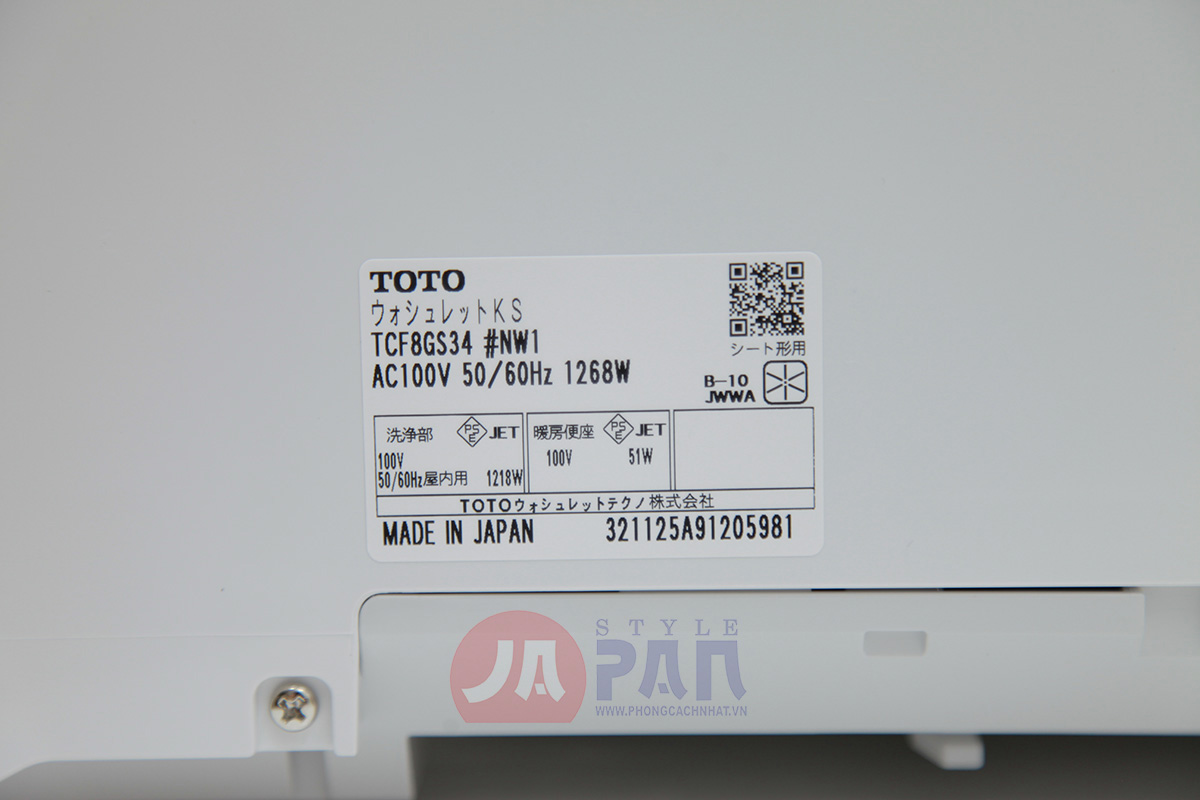 TOTO
ウォシュレットKS
TCF8GS34 #NW1
AC100V 50/60Hz 1268W
シート形用
B-10
JWWA
洗浄部 PSE JET
100V
50/60Hz屋内用 1218W
暖房便座 PSE JET
100V 51W
TOTOウォシュレットテクノ株式会社
MADE IN JAPAN 321125A91205981
STYLE
JAPAN
WWW.PHONGCACHNHAT.VN